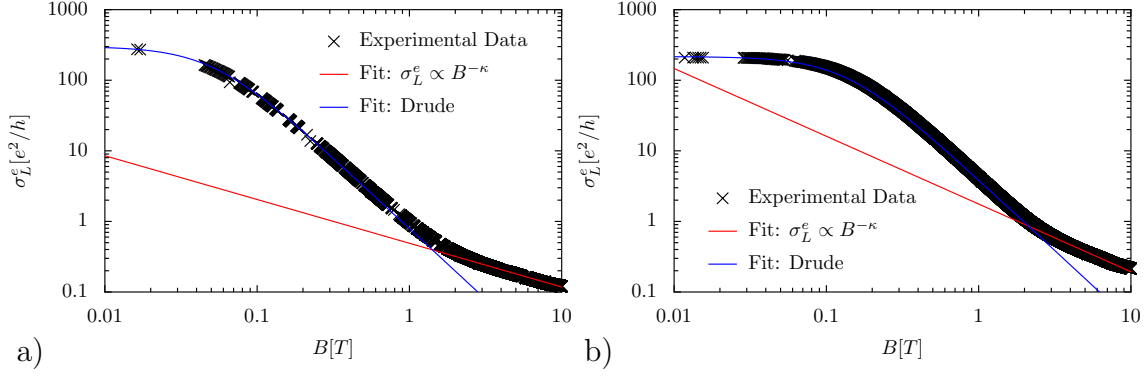 1000
100
10
1
0.1
σ_L^e [e²/h]
0.01
0.1
1
10
B[T]
Experimental Data
Fit: σ_L^e ∝ B^{-κ}
Fit: Drude
a)
1000
100
10
1
0.1
σ_L^e [e²/h]
0.01
0.1
1
10
B[T]
Experimental Data
Fit: σ_L^e ∝ B^{-κ}
Fit: Drude
b)